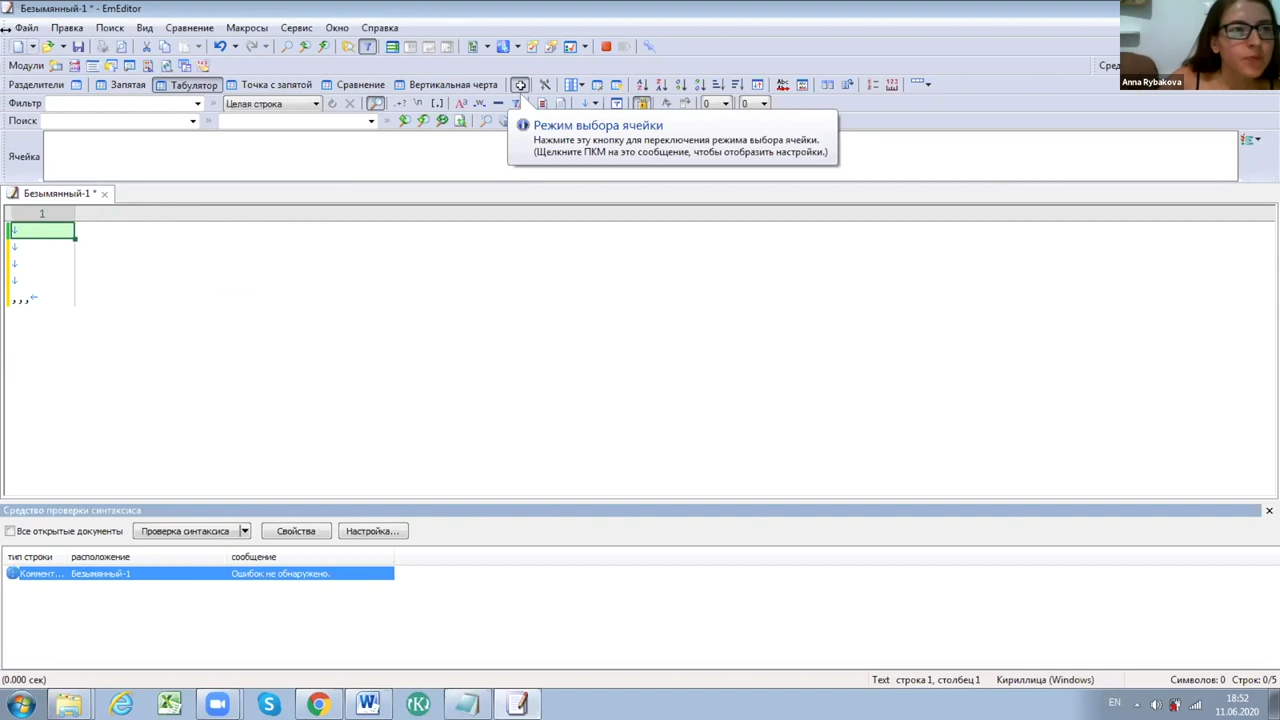 Безымянный-1 * - EmEditor
Файл Правка Поиск Вид Сравнение Макросы Сервис Окно Справка
Модули
Сред
Разделители Запятая Табулятор Точка с запятой Сравнение Вертикальная черта
Фильтр Целая строка 0 0
Поиск
Режим выбора ячейки
Нажмите эту кнопку для переключения режима выбора ячейки.
(Щелкните ПКМ на это сообщение, чтобы отобразить настройки.)
Ячейка
Anna Rybakova
Безымянный-1 *
1
↓
↓
↓
↓
,,,←
Средство проверки синтаксиса
Все открытые документы Проверка синтаксиса Свойства Настройка...
тип строки расположение сообщение
Коммент... Безымянный-1 Ошибок не обнаружено.
(0.000 сек) Text строка 1, столбец 1 Кириллица (Windows) Символов: 0 Строк: 0/5
EN 18:52
11.06.2020